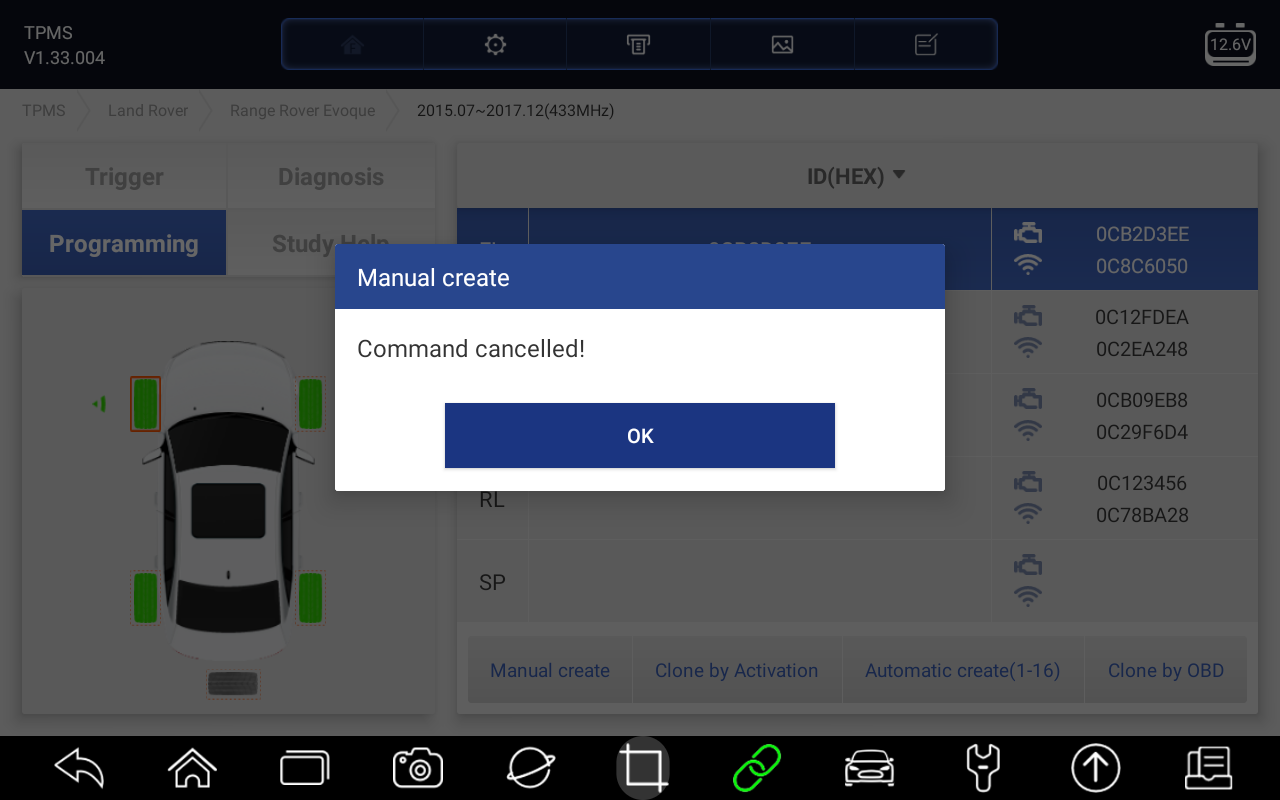 TPMS
V1.33.004
12.6V
TPMS
Land Rover
Range Rover Evoque
2015.07~2017.12(433MHz)
Trigger
Diagnosis
Programming
Study Help
ID(HEX)
0CB2D3EE
0C8C6050
Manual create
Command cancelled!
OK
0C12FDEA
0C2EA248
0CB09EB8
0C29F6D4
RL
0C123456
0C78BA28
SP
Manual create
Clone by Activation
Automatic create(1-16)
Clone by OBD